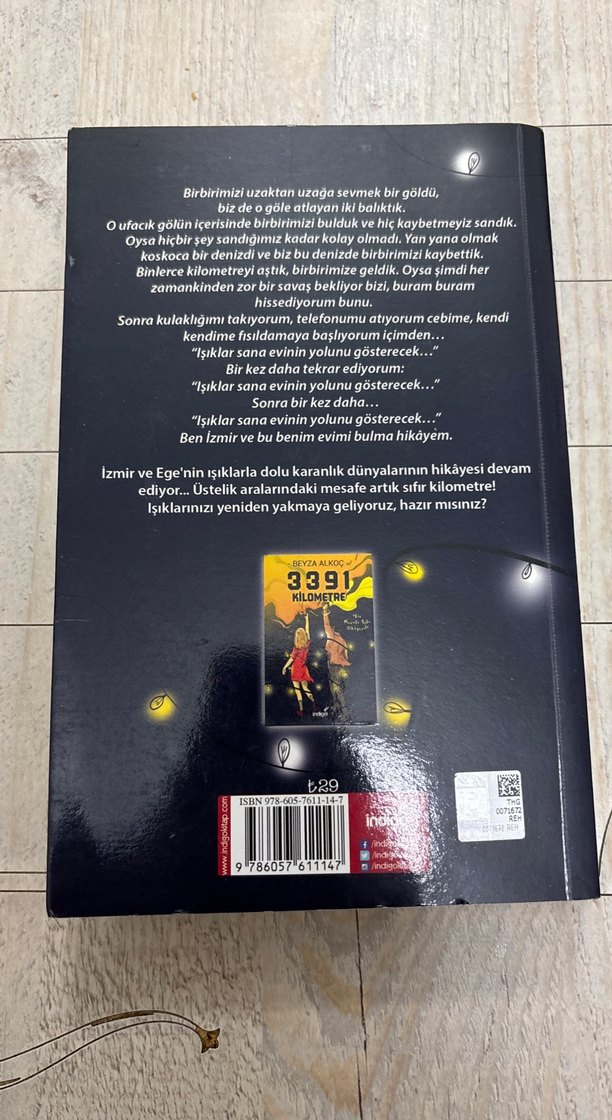 Birbirimizi uzaktan uzağa sevmek bir göldü,
biz de o göle atlayan iki balıktık.
O ufacık gölün içerisinde birbirimizi bulduk ve hiç kaybetmeyiz sandık.
Oysa hiçbir şey sandığımız kadar kolay olmadı. Yan yana olmak
koskoca bir denizdi ve biz bu denizde birbirimizi kaybettik.
Binlerce kilometreyi aştık, birbirimize geldik. Oysa şimdi her
zamankinden zor bir savaş bekliyor bizi, buram buram
hissediyorum bunu.
Sonra kulaklığımı takıyorum, telefonumu atıyorum cebime, kendi
kendime fısıldamaya başlıyorum içimden...
“Işıklar sana evinin yolunu gösterecek...”
Bir kez daha tekrar ediyorum:
“Işıklar sana evinin yolunu gösterecek...”
Sonra bir kez daha...
“Işıklar sana evinin yolunu gösterecek...”
Ben İzmir ve bu benim evimi bulma hikâyem.
İzmir ve Ege'nin ışıklarla dolu karanlık dünyalarının hikâyesi devam
ediyor... Üstelik aralarındaki mesafe artık sıfır kilometre!
Işıklarınızı yeniden yakmaya geliyoruz, hazır mısınız?
BEYZA ALKOÇ
3391
KİLOMETRE
indigo
₺29
ISBN 978-605-7611-14-7
9 786057 611147
www.indigokitap.com
THG
0071672
REH
0071672 REH